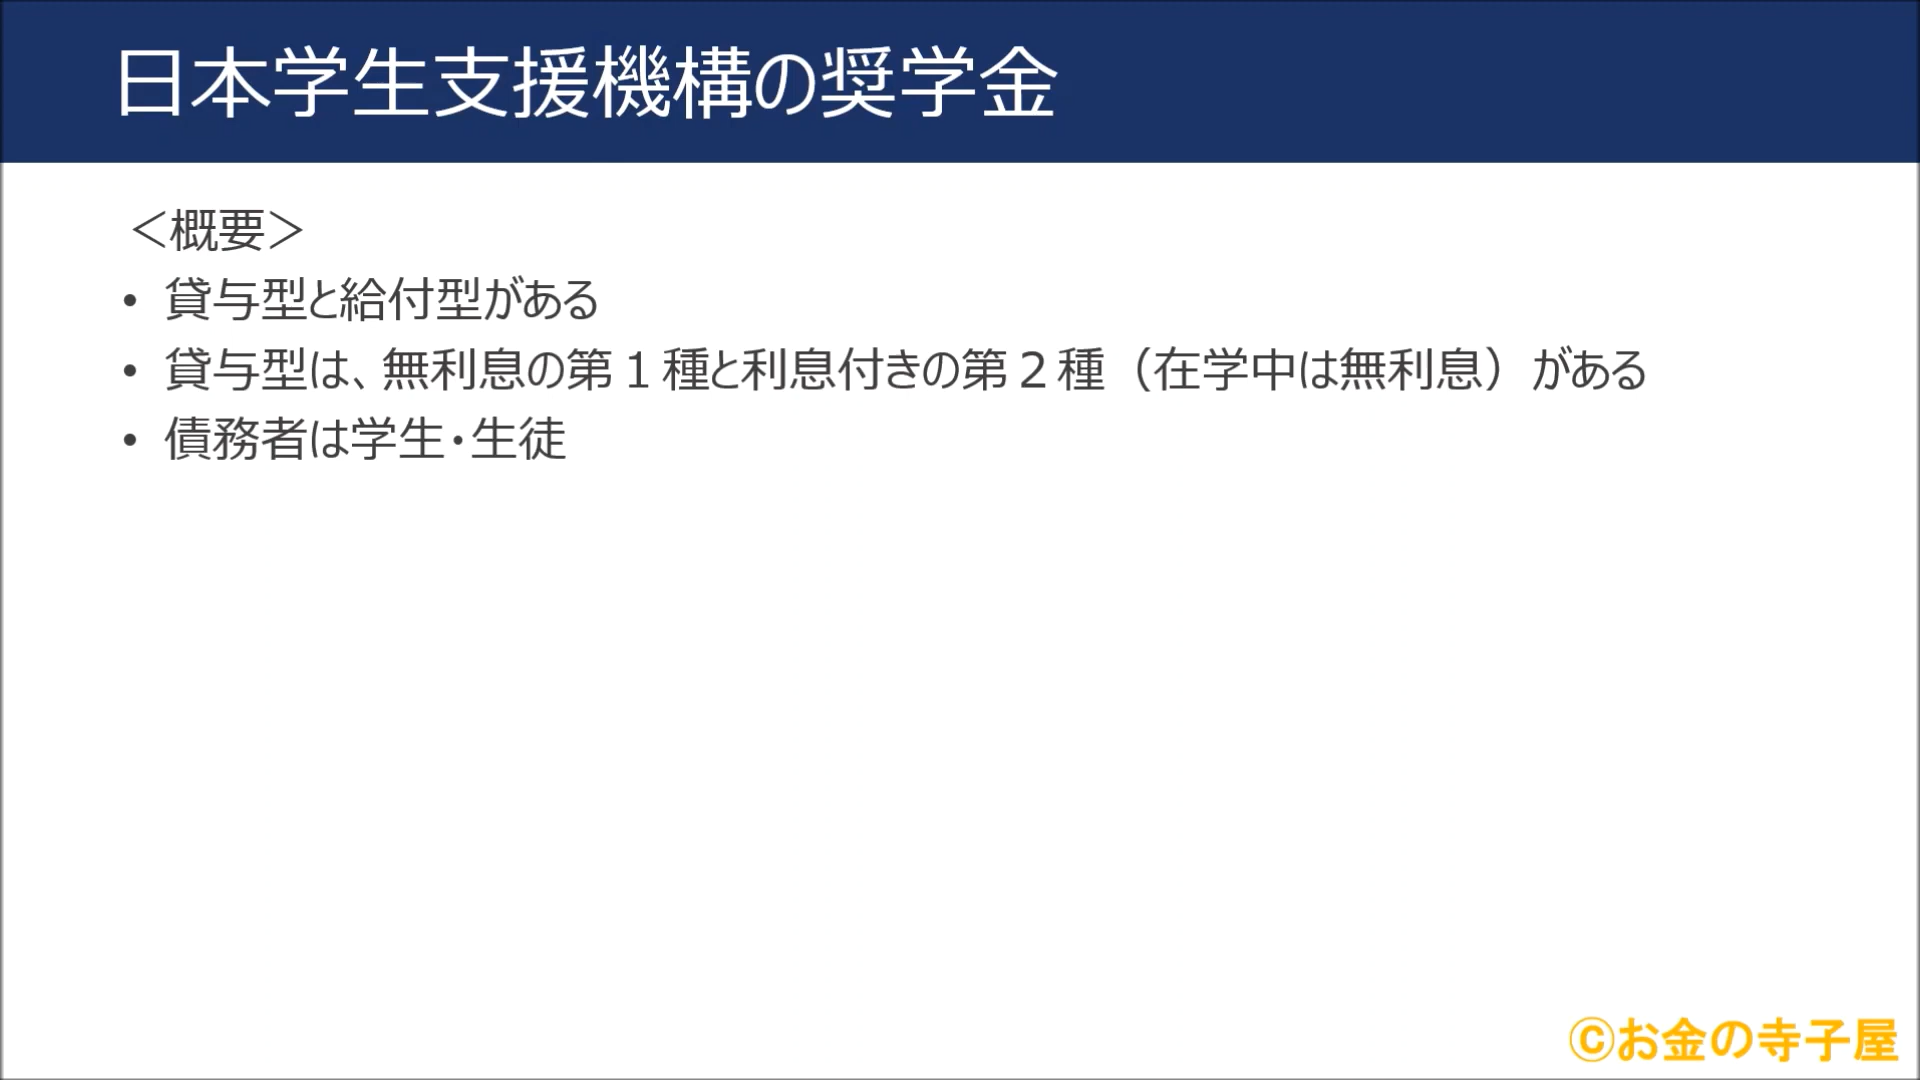 日本学生支援機構の奨学金
＜概要＞
• 貸与型と給付型がある
• 貸与型は、無利息の第１種と利息付きの第２種（在学中は無利息）がある
• 債務者は学生・生徒
©お金の寺子屋